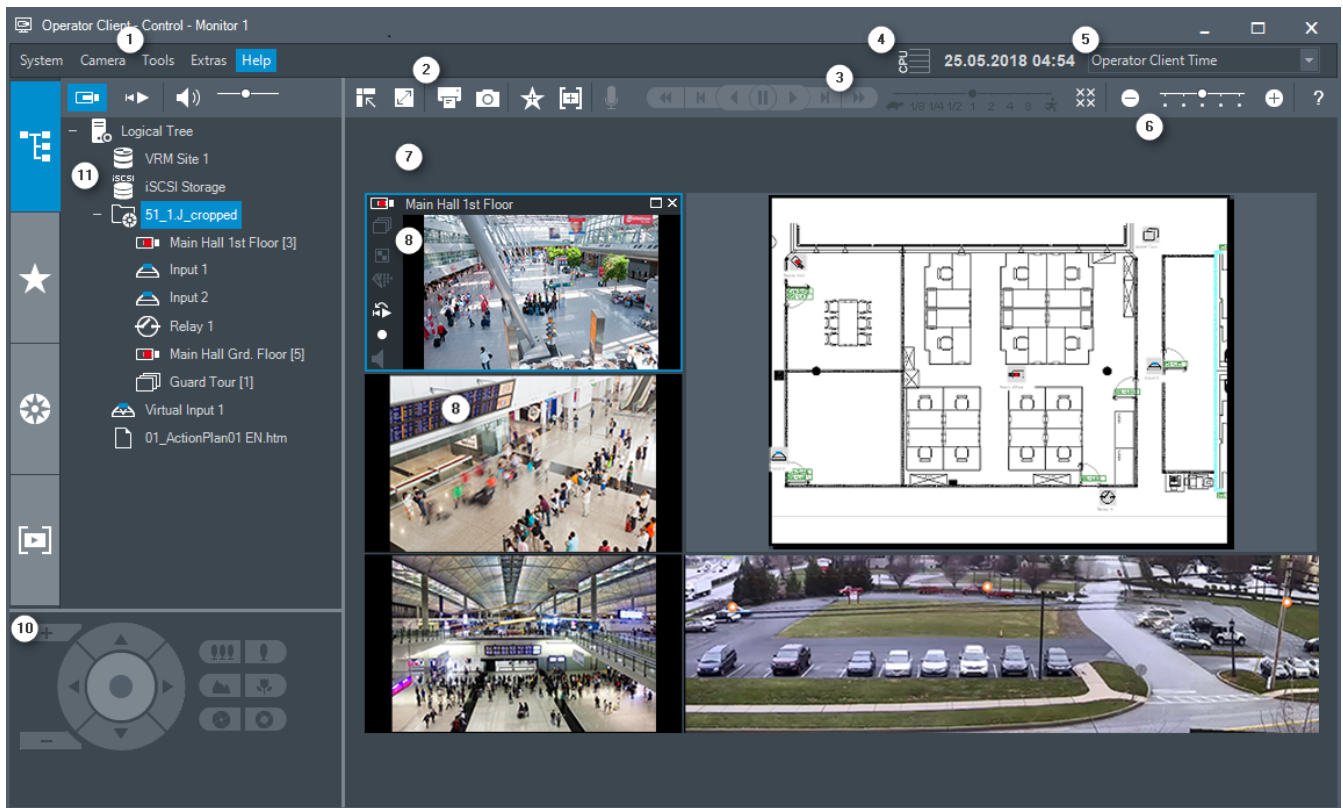 Operator Client - Control - Monitor 1
1
System Camera Tools Extras Help
4
CPU
25.05.2018 04:54
5
Operator Client Time
2
3
1/8 1/4 1/2 1 2 4 8
6
?
Logical Tree
VRM Site 1
11
iSCSI
iSCSI Storage
51_1.J_cropped
Main Hall 1st Floor [3]
Input 1
Input 2
Relay 1
Main Hall Grd. Floor [5]
Guard Tour [1]
Virtual Input 1
01_ActionPlan01 EN.htm
7
Main Hall 1st Floor
8
8
10